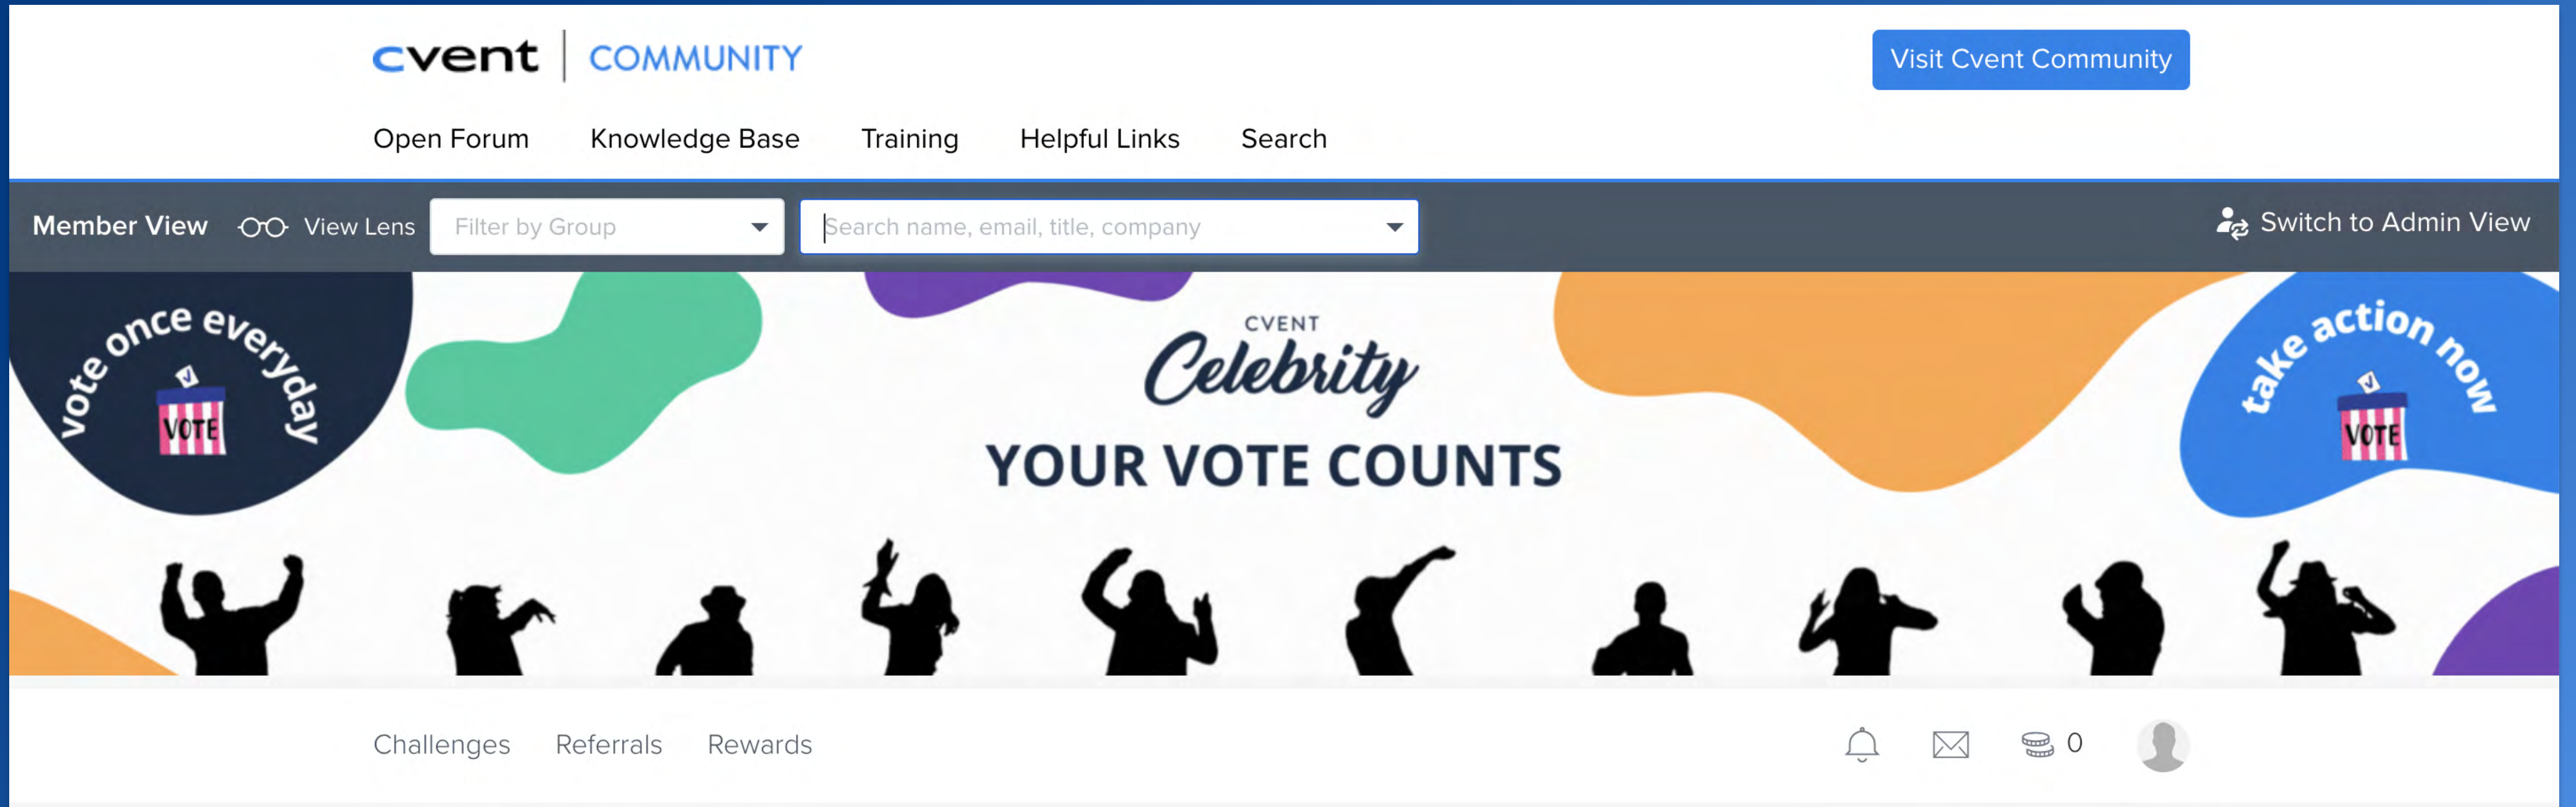 cvent | COMMUNITY
Visit Cvent Community
Open Forum Knowledge Base Training Helpful Links Search
Member View View Lens Filter by Group Search name, email, title, company Switch to Admin View
vote once everyday
VOTE
CVENT
Celebrity
YOUR VOTE COUNTS
take action now
VOTE
Challenges Referrals Rewards 0